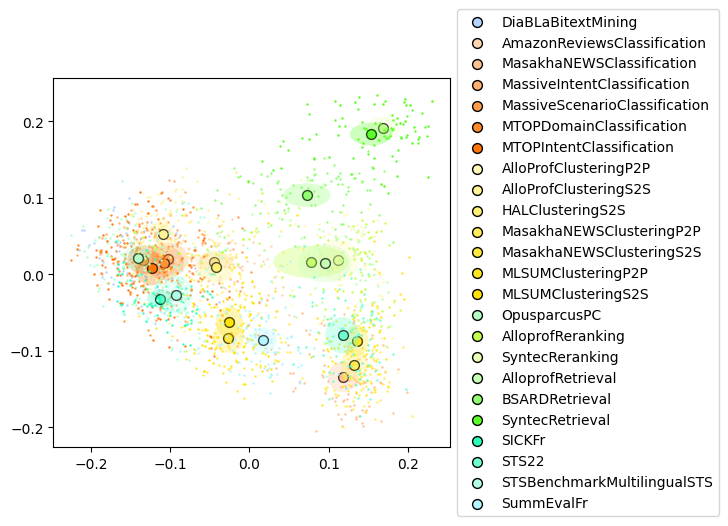 DiaBLaBitextMining
AmazonReviewsClassification
MasakhaNEWSClassification
MassiveIntentClassification
MassiveScenarioClassification
MTOPDomainClassification
MTOPIntentClassification
AlloProfClusteringP2P
AlloProfClusteringS2S
HALClusteringS2S
MasakhaNEWSClusteringP2P
MasakhaNEWSClusteringS2S
MLSUMClusteringP2P
MLSUMClusteringS2S
OpusparcusPC
AlloprofReranking
SyntecReranking
AlloprofRetrieval
BSARDRetrieval
SyntecRetrieval
SICKFr
STS22
STSBenchmarkMultilingualSTS
SummEvalFr
0.2
0.1
0.0
−0.1
−0.2
−0.2 −0.1 0.0 0.1 0.2